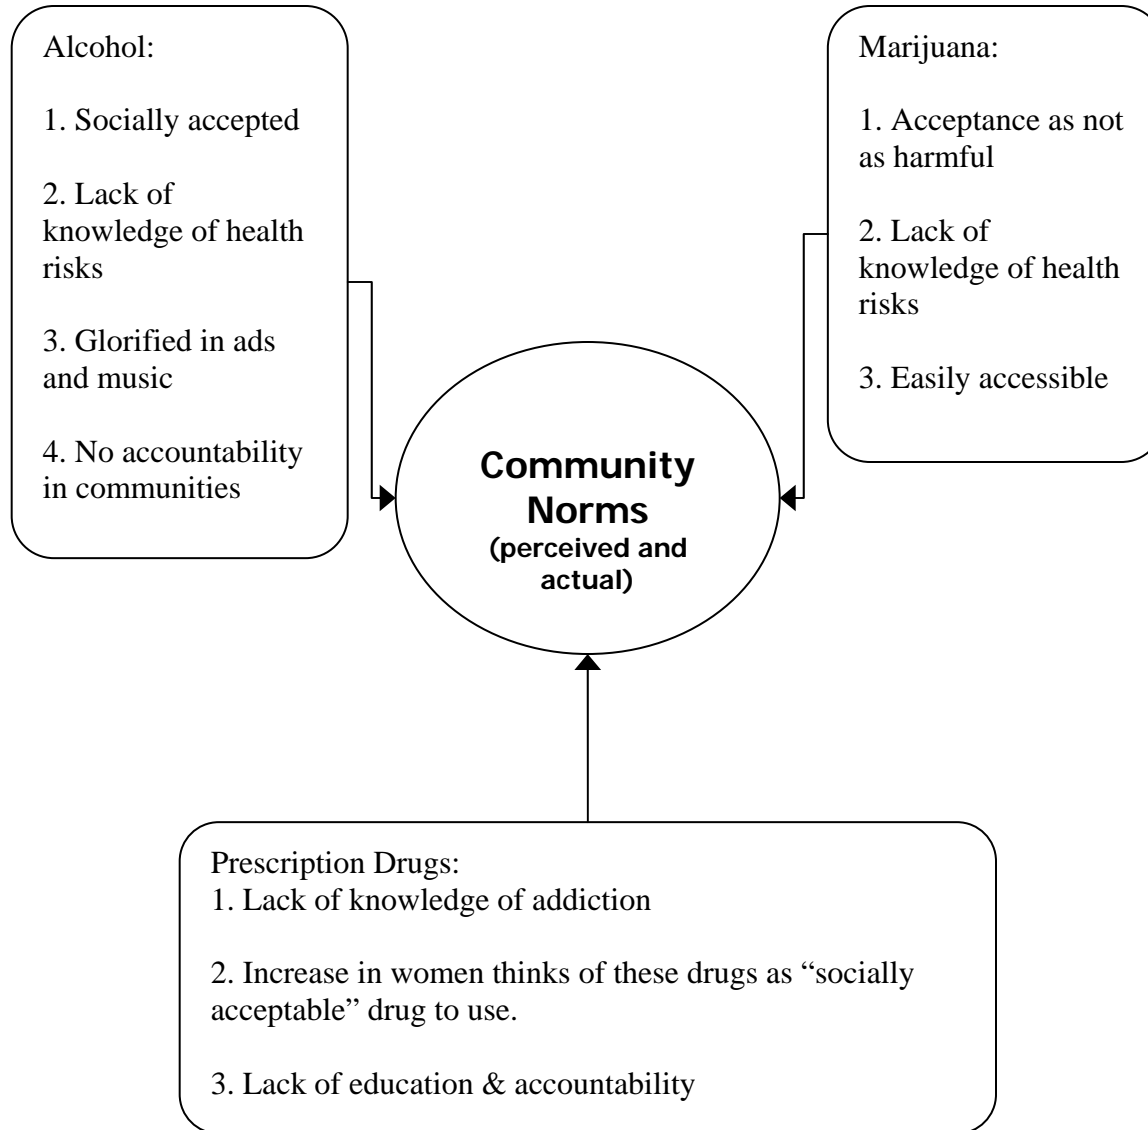 Alcohol:
1. Socially accepted
2. Lack of
knowledge of health
risks
3. Glorified in ads
and music
4. No accountability
in communities
Marijuana:
1. Acceptance as not
as harmful
2. Lack of
knowledge of health
risks
3. Easily accessible
Community
Norms
(perceived and
actual)
Prescription Drugs:
1. Lack of knowledge of addiction
2. Increase in women thinks of these drugs as “socially
acceptable” drug to use.
3. Lack of education & accountability